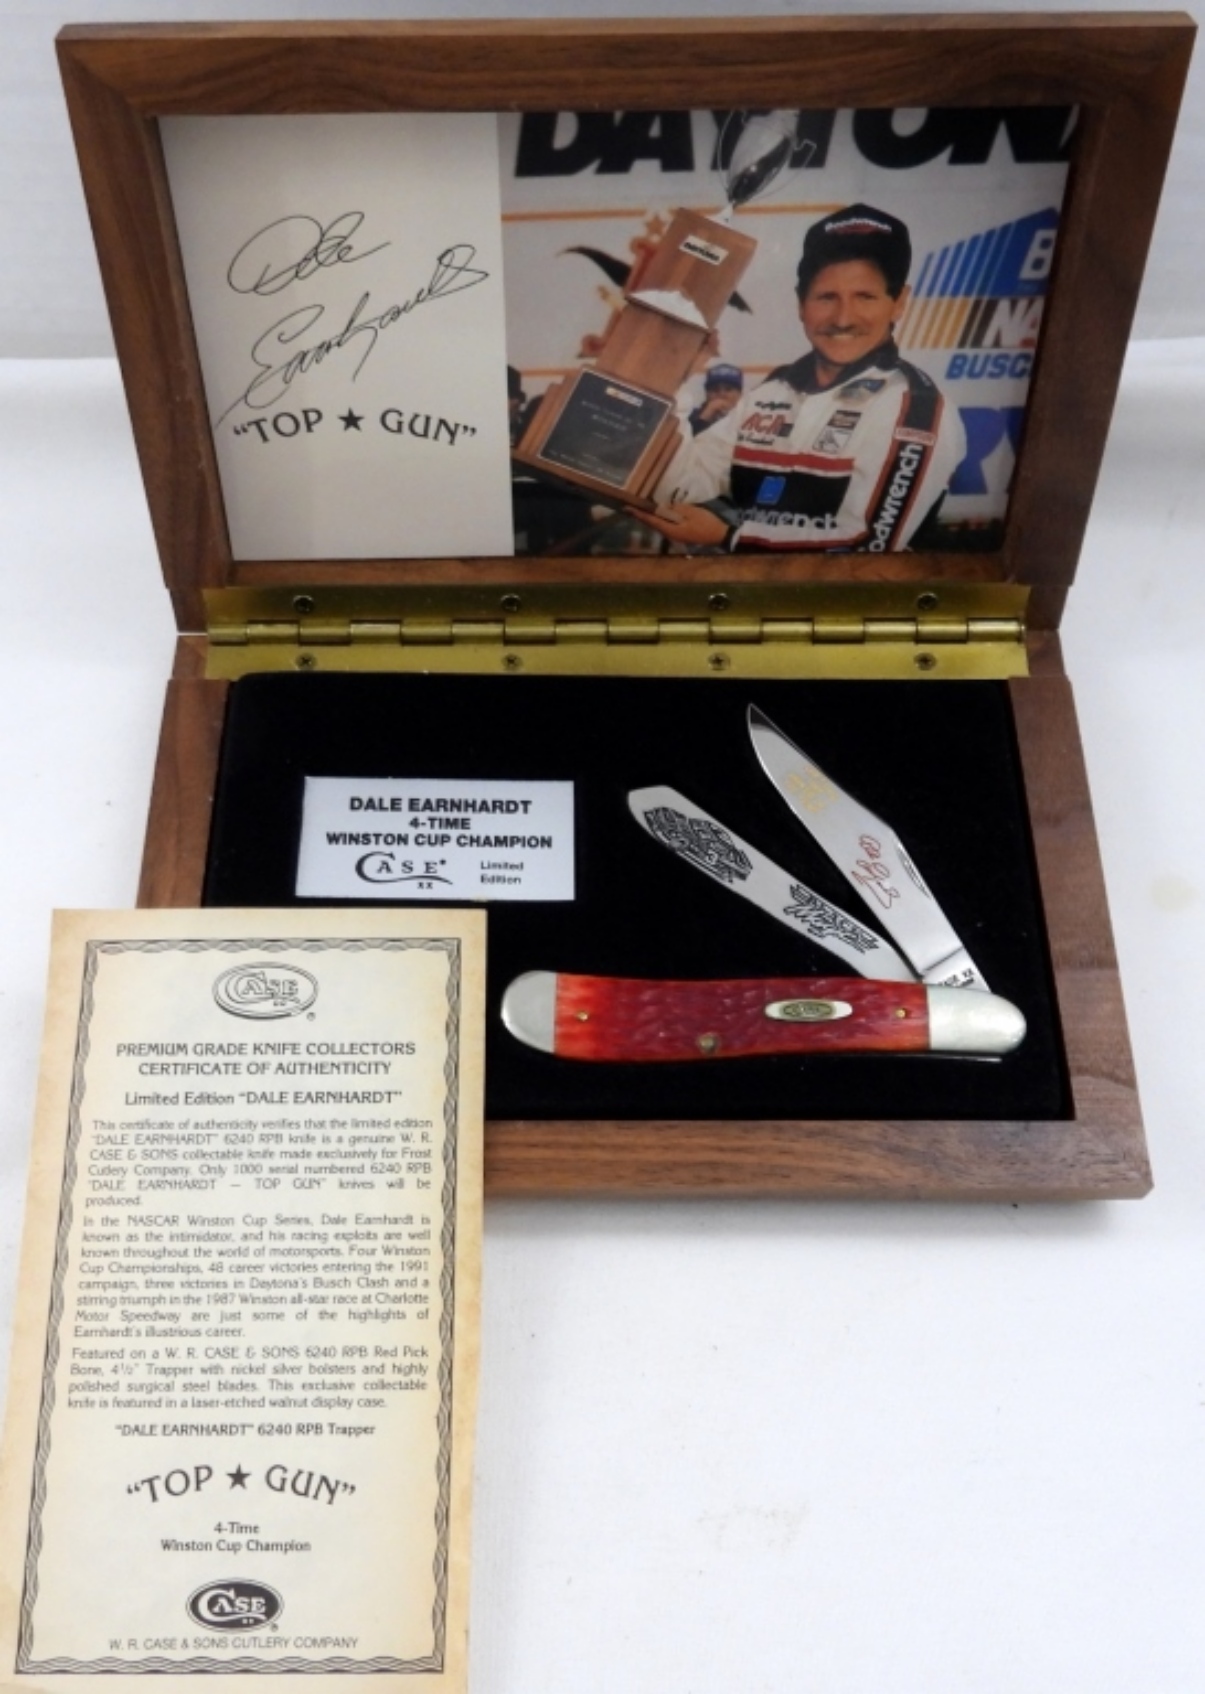 DAYTONA
Dale
Earnhardt
"TOP ★ GUN"
Goodwrench
DAYTONA
B
NA
BUSC
AC
odwrench
dwrench
DALE EARNHARDT
4-TIME
WINSTON CUP CHAMPION
CASE XX Limited
Edition
CASE
CASE
XX
®
PREMIUM GRADE KNIFE COLLECTORS
CERTIFICATE OF AUTHENTICITY
Limited Edition "DALE EARNHARDT"
This certificate of authenticity verifies that the limited edition
"DALE EARNHARDT" 6240 RPB knife is a genuine W. R.
CASE & SONS collectable knife made exclusively for Frost
Cutlery Company. Only 1000 serial numbered 6240 RPB
"DALE EARNHARDT — TOP GUN" knives will be
produced.
In the NASCAR Winston Cup Series, Dale Earnhardt is
known as the intimidator, and his racing exploits are well
known throughout the world of motorsports. Four Winston
Cup Championships, 48 career victories entering the 1991
campaign, three victories in Daytona's Busch Clash and a
stirring triumph in the 1987 Winston all-star race at Charlotte
Motor Speedway are just some of the highlights of
Earnhardt's illustrious career.
Featured on a W. R. CASE & SONS 6240 RPB Red Pick
Bone, 4½" Trapper with nickel silver bolsters and highly
polished surgical steel blades. This exclusive collectable
knife is featured in a laser-etched walnut display case.
"DALE EARNHARDT" 6240 RPB Trapper
"TOP ★ GUN"
4-Time
Winston Cup Champion
CASE
XX
®
W. R. CASE & SONS CUTLERY COMPANY